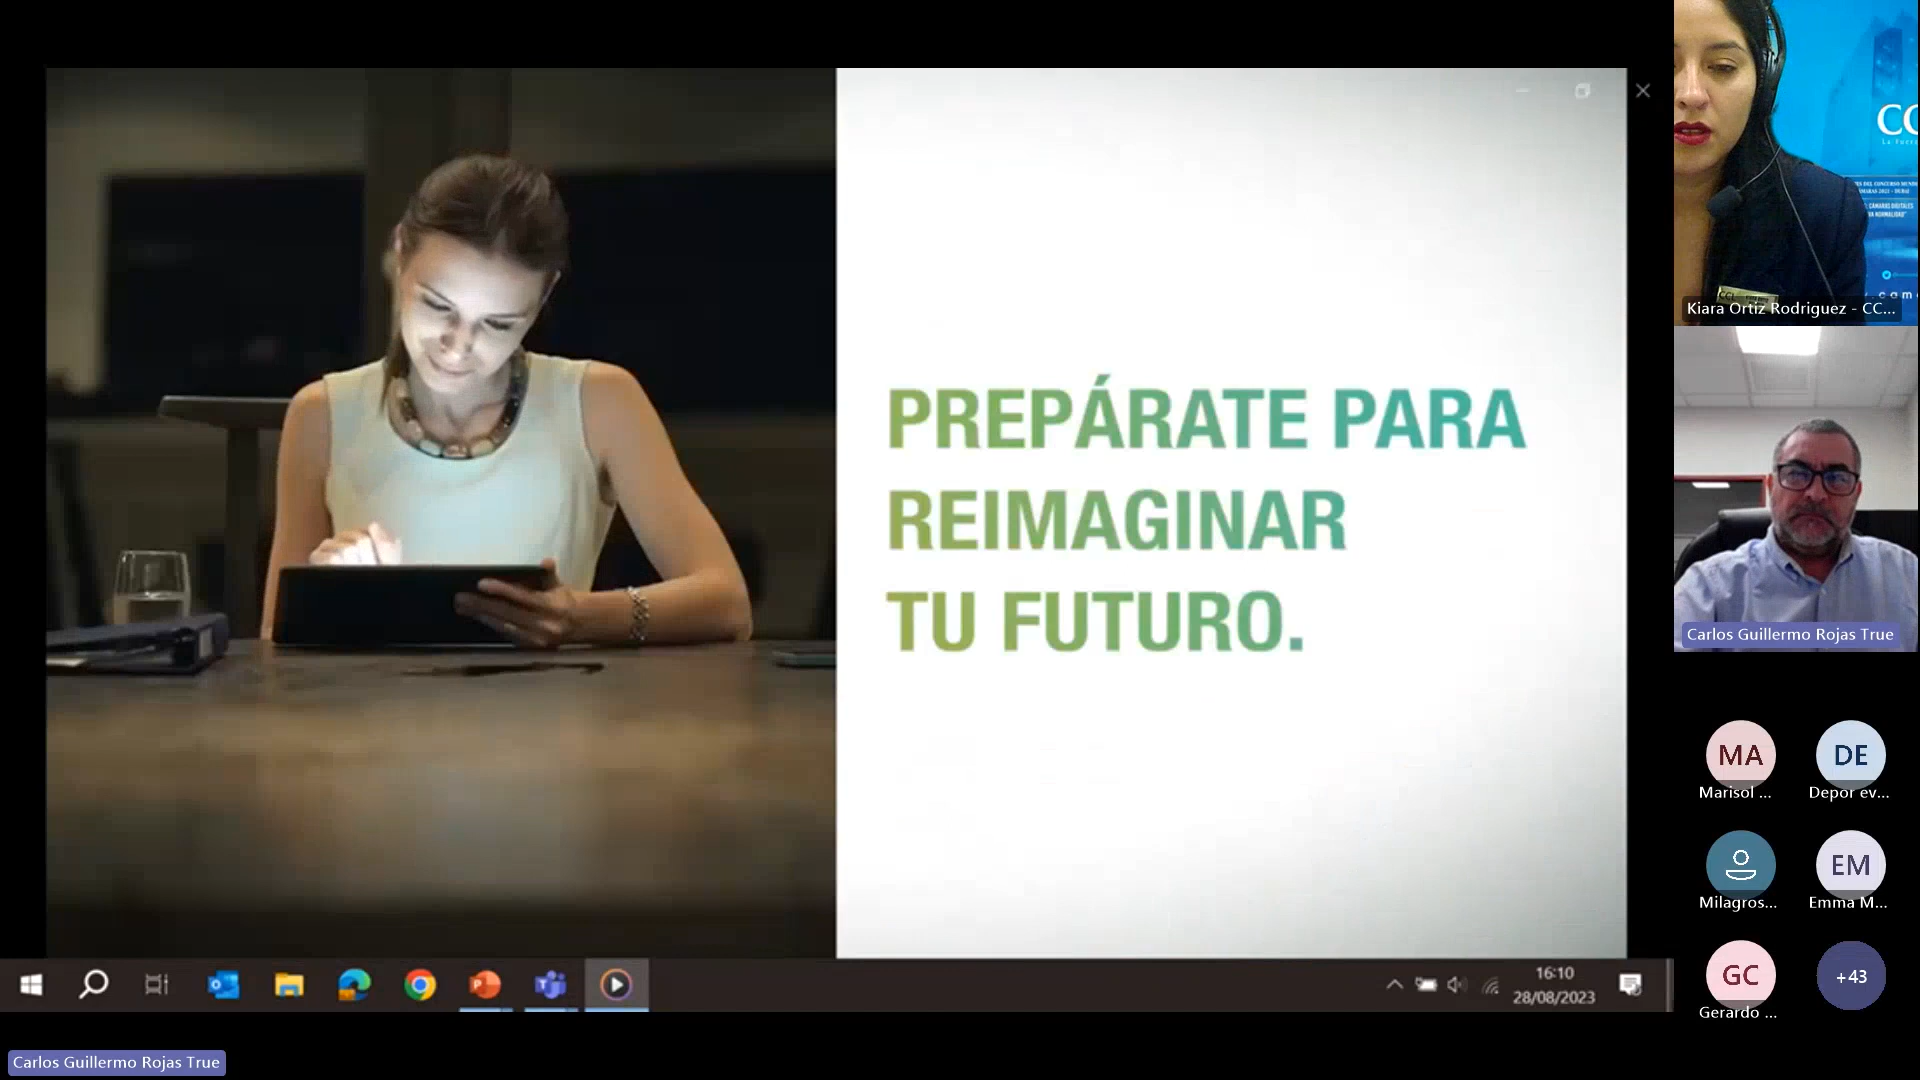 PREPÁRATE PARA
REIMAGINAR
TU FUTURO.
CC
Kiara Ortiz Rodriguez - CC...
Carlos Guillermo Rojas True
MA
Marisol ...
DE
Depor ev...
Milagros...
EM
Emma M...
GC
Gerardo ...
+43
16:10
28/08/2023
Carlos Guillermo Rojas True